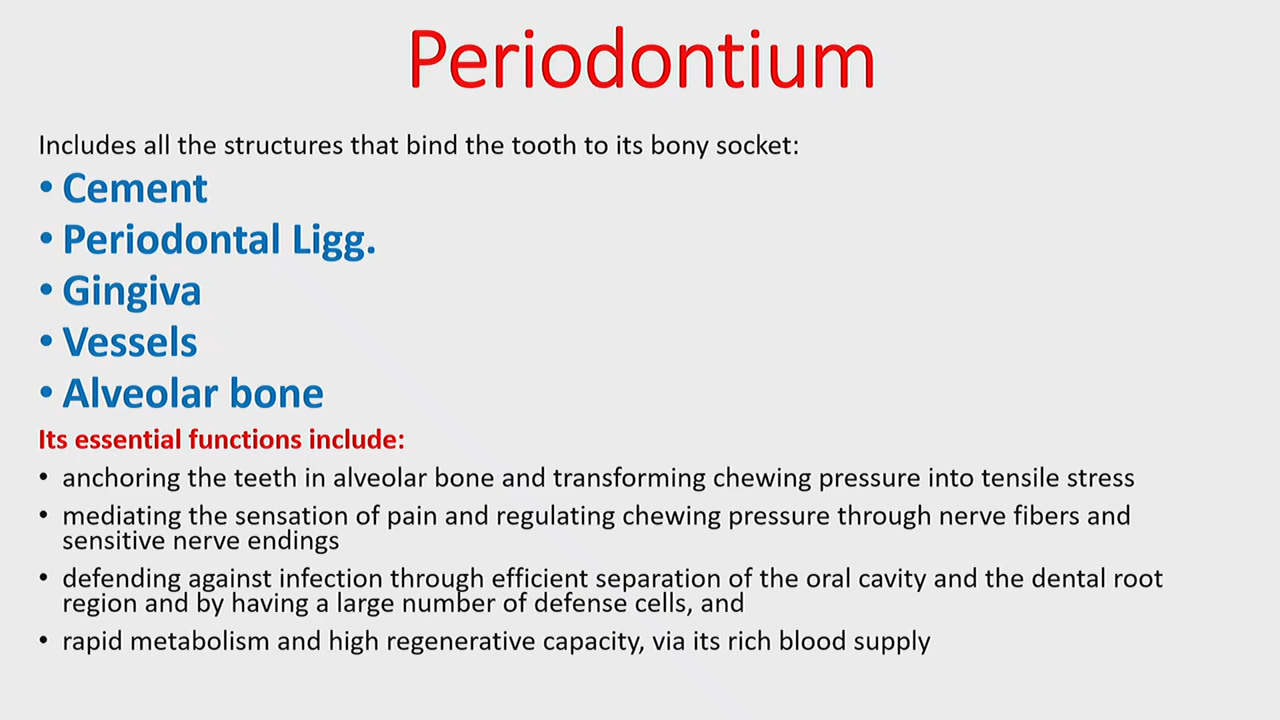 Periodontium
Includes all the structures that bind the tooth to its bony socket:
• Cement
• Periodontal Ligg.
• Gingiva
• Vessels
• Alveolar bone
Its essential functions include:
• anchoring the teeth in alveolar bone and transforming chewing pressure into tensile stress
• mediating the sensation of pain and regulating chewing pressure through nerve fibers and
sensitive nerve endings
• defending against infection through efficient separation of the oral cavity and the dental root
region and by having a large number of defense cells, and
• rapid metabolism and high regenerative capacity, via its rich blood supply